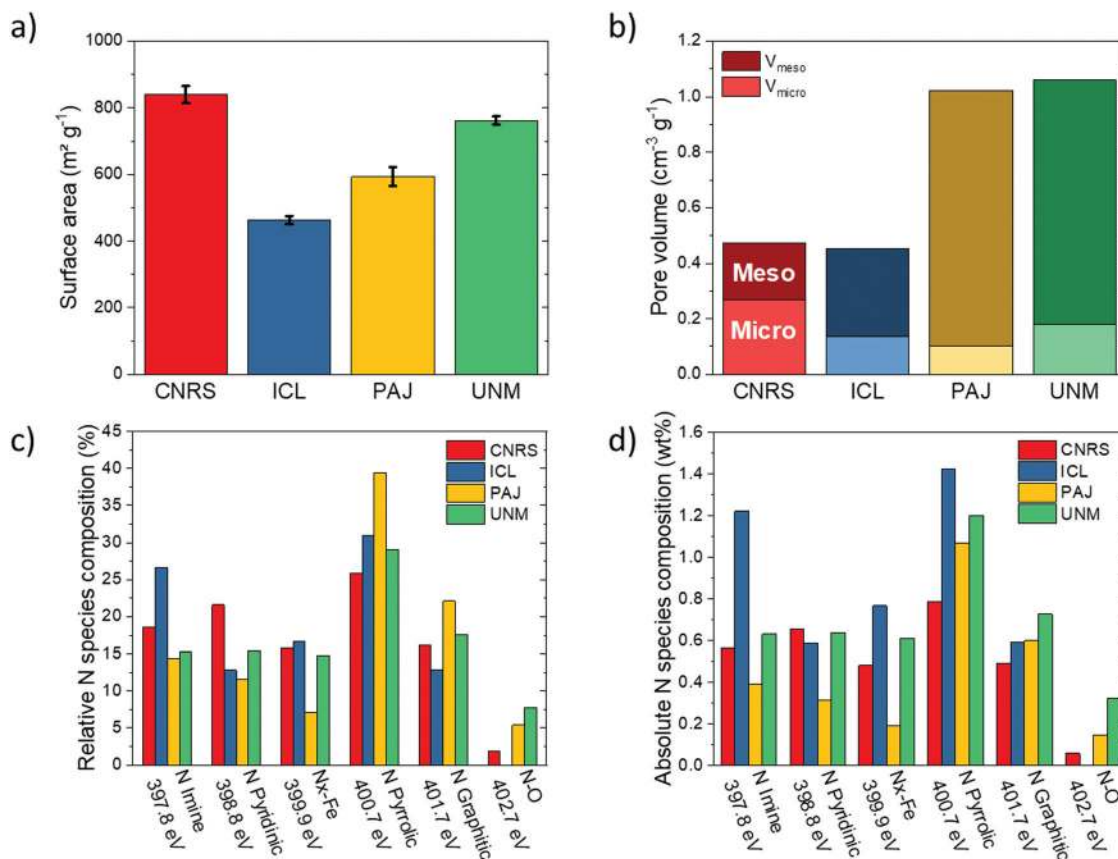 a)
Surface area (m² g⁻¹)
1000
800
600
400
200
0
CNRS ICL PAJ UNM
b)
Pore volume (cm⁻³ g⁻¹)
1.2
1.0
0.8
0.6
0.4
0.2
0.0
V_meso
V_micro
Meso
Micro
CNRS ICL PAJ UNM
c)
Relative N species composition (%)
45
40
35
30
25
20
15
10
5
0
CNRS
ICL
PAJ
UNM
N Imine
397.8 eV
N Pyridinic
398.8 eV
Nx-Fe
399.9 eV
N Pyrrolic
400.7 eV
N Graphitic
401.7 eV
N-O
402.7 eV
d)
Absolute N species composition (wt%)
1.6
1.4
1.2
1.0
0.8
0.6
0.4
0.2
0.0
CNRS
ICL
PAJ
UNM
N Imine
397.8 eV
N Pyridinic
398.8 eV
Nx-Fe
399.9 eV
N Pyrrolic
400.7 eV
N Graphitic
401.7 eV
N-O
402.7 eV